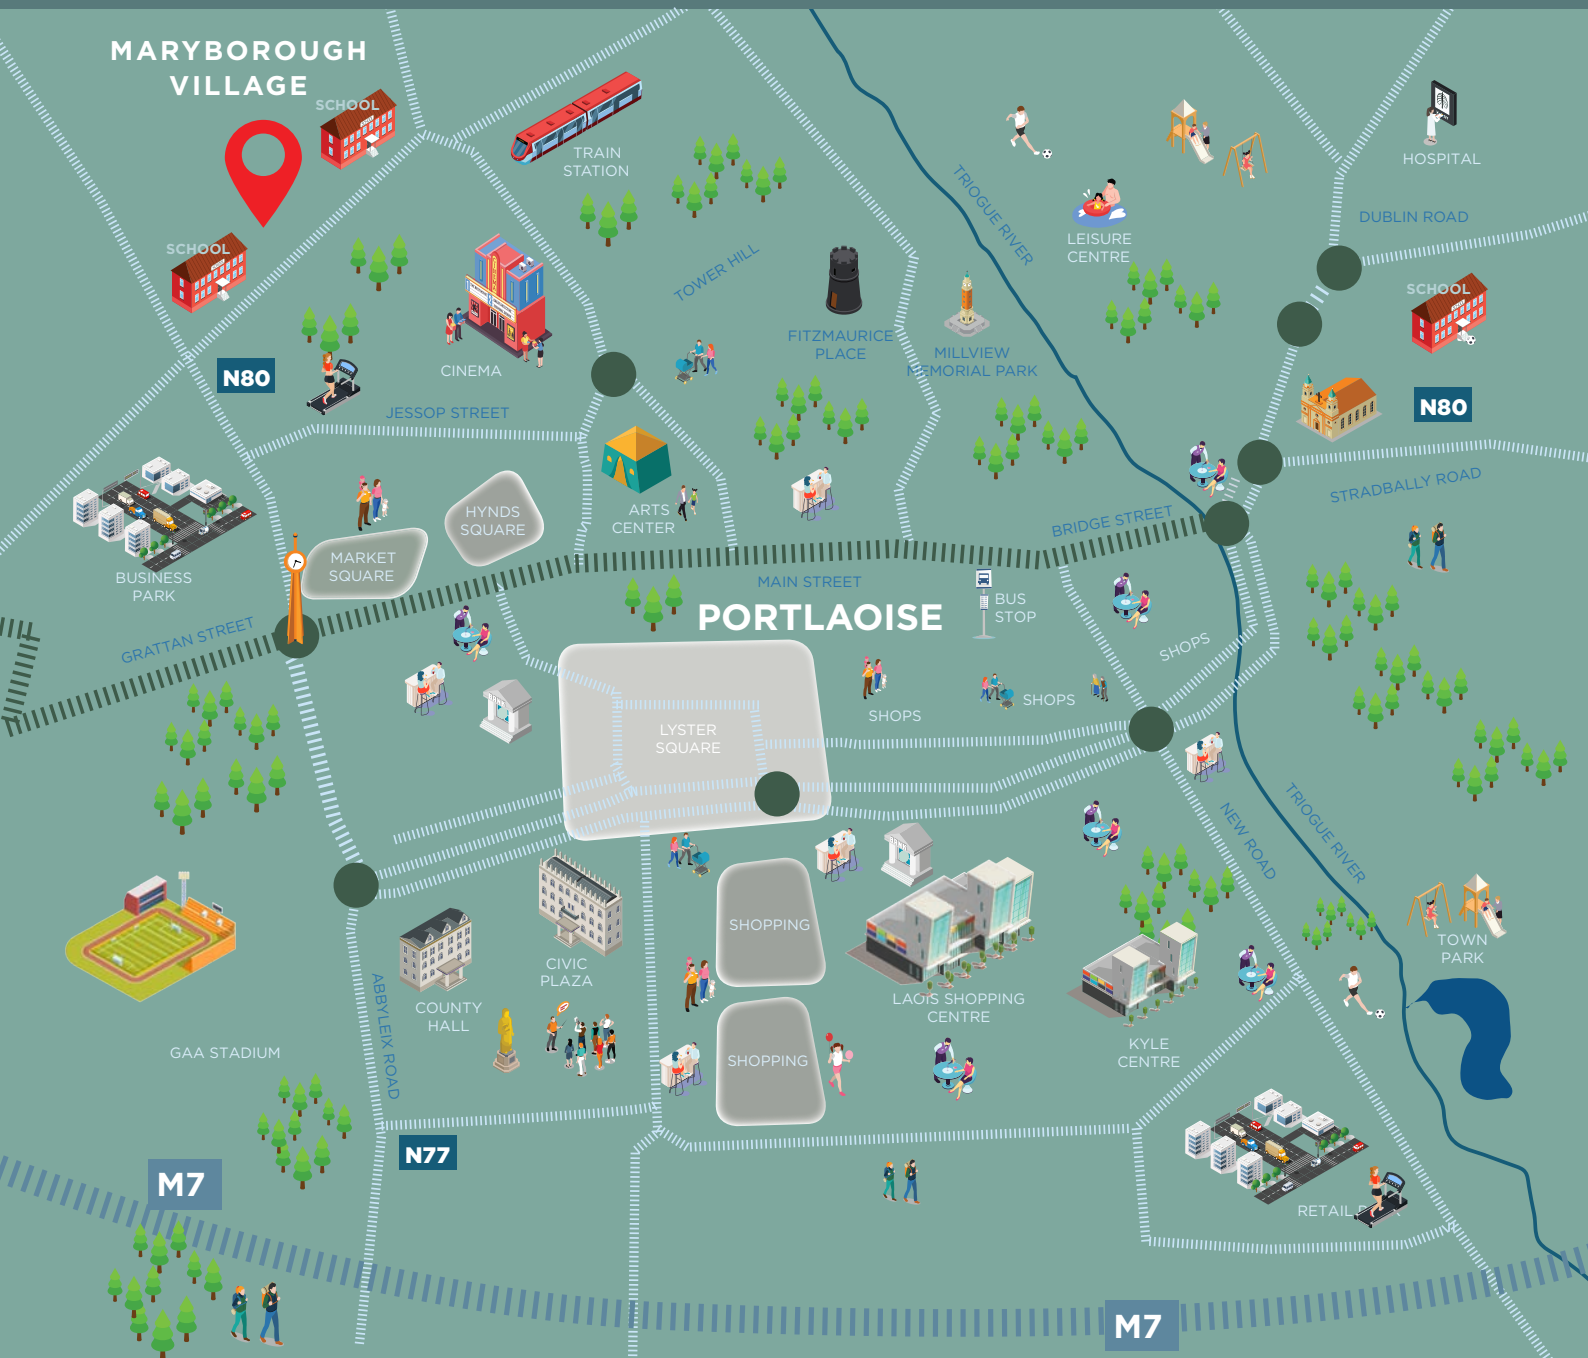 MARYBOROUGH
VILLAGE
SCHOOL
TRAIN
STATION
HOSPITAL
TRIOGUE RIVER
DUBLIN ROAD
LEISURE
CENTRE
SCHOOL
TOWER HILL
SCHOOL
FITZMAURICE
PLACE
MILLVIEW
MEMORIAL PARK
CINEMA
N80
JESSOP STREET
N80
STRADBALLY ROAD
HYNDS
SQUARE
ARTS
CENTER
BRIDGE STREET
MARKET
SQUARE
BUSINESS
PARK
MAIN STREET
PORTLAOISE
BUS
STOP
GRATTAN STREET
SHOPS
SHOPS
SHOPS
LYSTER
SQUARE
NEW ROAD
TRIOGUE RIVER
SHOPPING
TOWN
PARK
CIVIC
PLAZA
LAOIS SHOPPING
CENTRE
COUNTY
HALL
ABBYLEIX ROAD
GAA STADIUM
KYLE
CENTRE
SHOPPING
N77
M7
RETAIL
M7